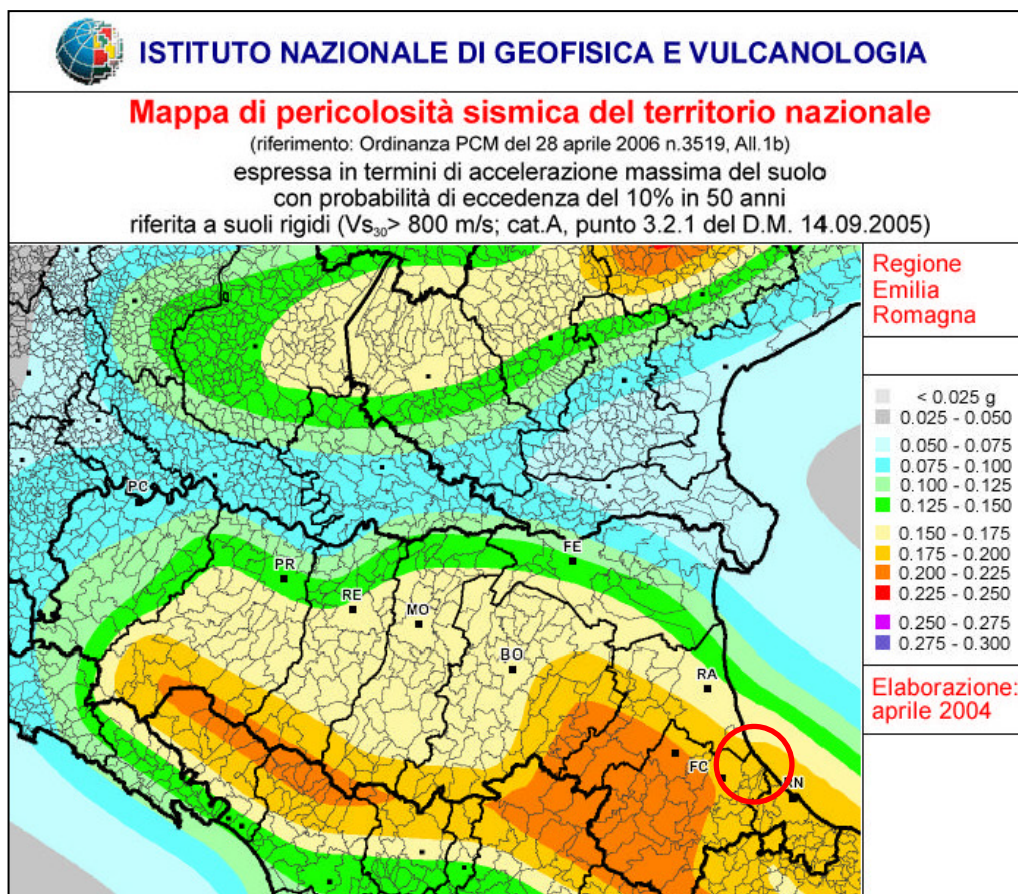 ISTITUTO NAZIONALE DI GEOFISICA E VULCANOLOGIA
Mappa di pericolosità sismica del territorio nazionale
(riferimento: Ordinanza PCM del 28 aprile 2006 n.3519, All.1b)
espressa in termini di accelerazione massima del suolo
con probabilità di eccedenza del 10% in 50 anni
riferita a suoli rigidi (Vs₃₀> 800 m/s; cat.A, punto 3.2.1 del D.M. 14.09.2005)
Regione
Emilia
Romagna
< 0.025 g
0.025 - 0.050
0.050 - 0.075
0.075 - 0.100
0.100 - 0.125
0.125 - 0.150
0.150 - 0.175
0.175 - 0.200
0.200 - 0.225
0.225 - 0.250
0.250 - 0.275
0.275 - 0.300
Elaborazione:
aprile 2004
PC
PR
RE
MO
FE
BO
RA
FC
RN